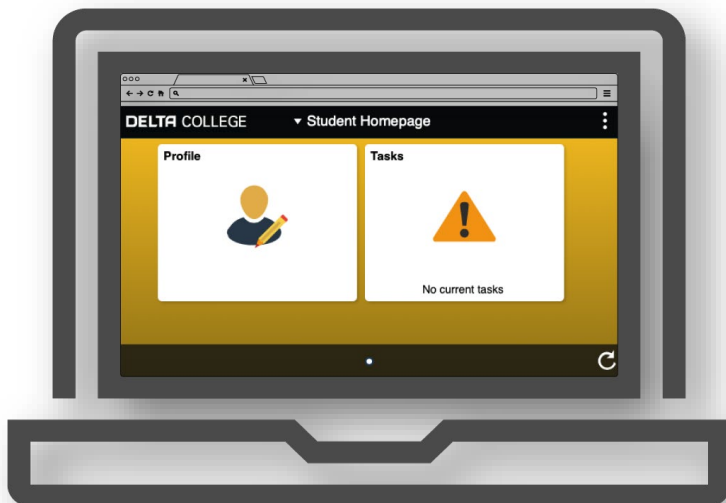 DELTA COLLEGE
Student Homepage
Profile
Tasks
No current tasks